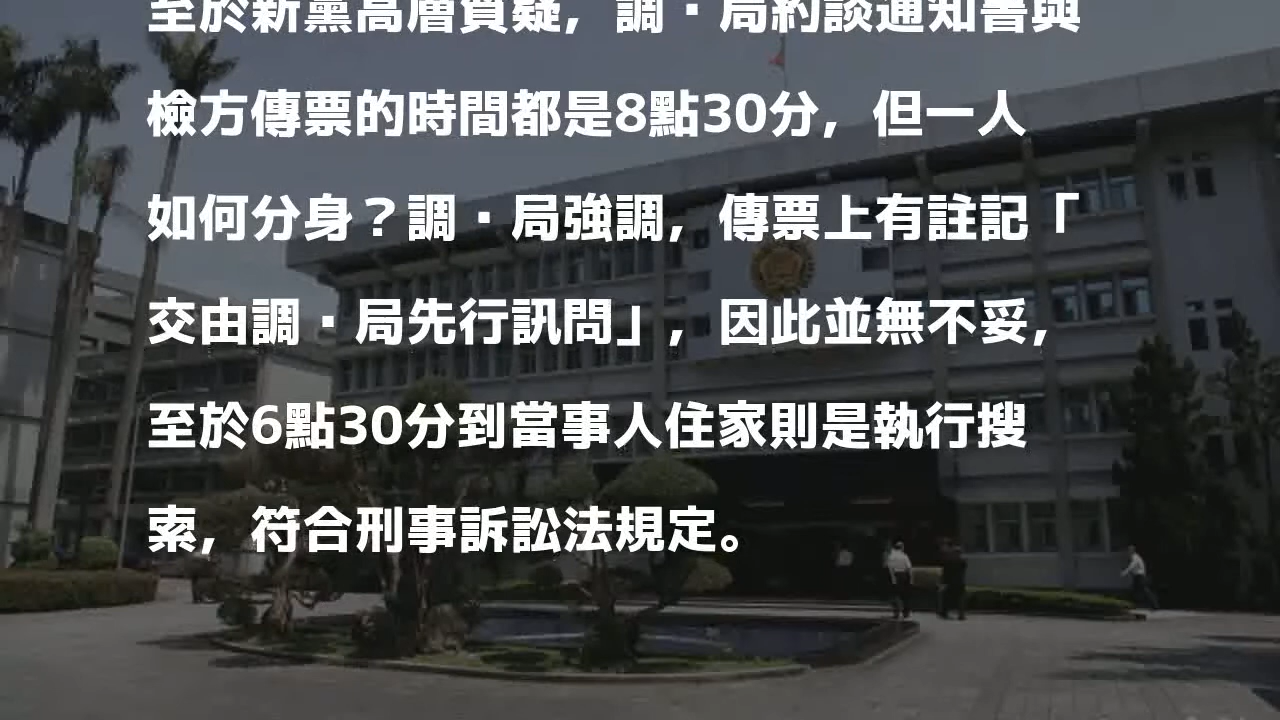 至於新黨高層質疑，調·局約談通知書與
檢方傳票的時間都是8點30分，但一人
如何分身？調·局強調，傳票上有註記「
交由調·局先行訊問」，因此並無不妥，
至於6點30分到當事人住家則是執行搜
索，符合刑事訴訟法規定。